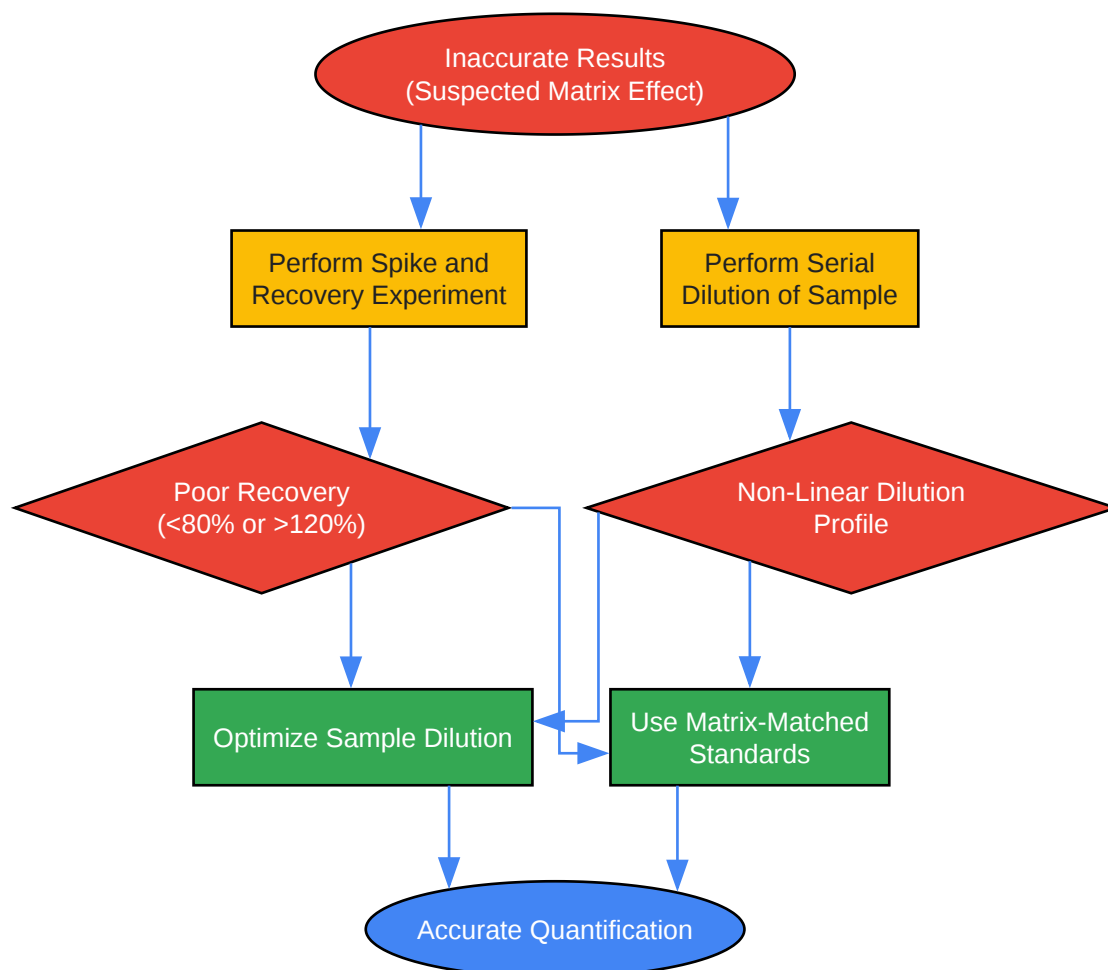 Inaccurate Results
(Suspected Matrix Effect)
Perform Spike and
Recovery Experiment
Perform Serial
Dilution of Sample
Poor Recovery
(<80% or >120%)
Non-Linear Dilution
Profile
Optimize Sample Dilution
Use Matrix-Matched
Standards
Accurate Quantification